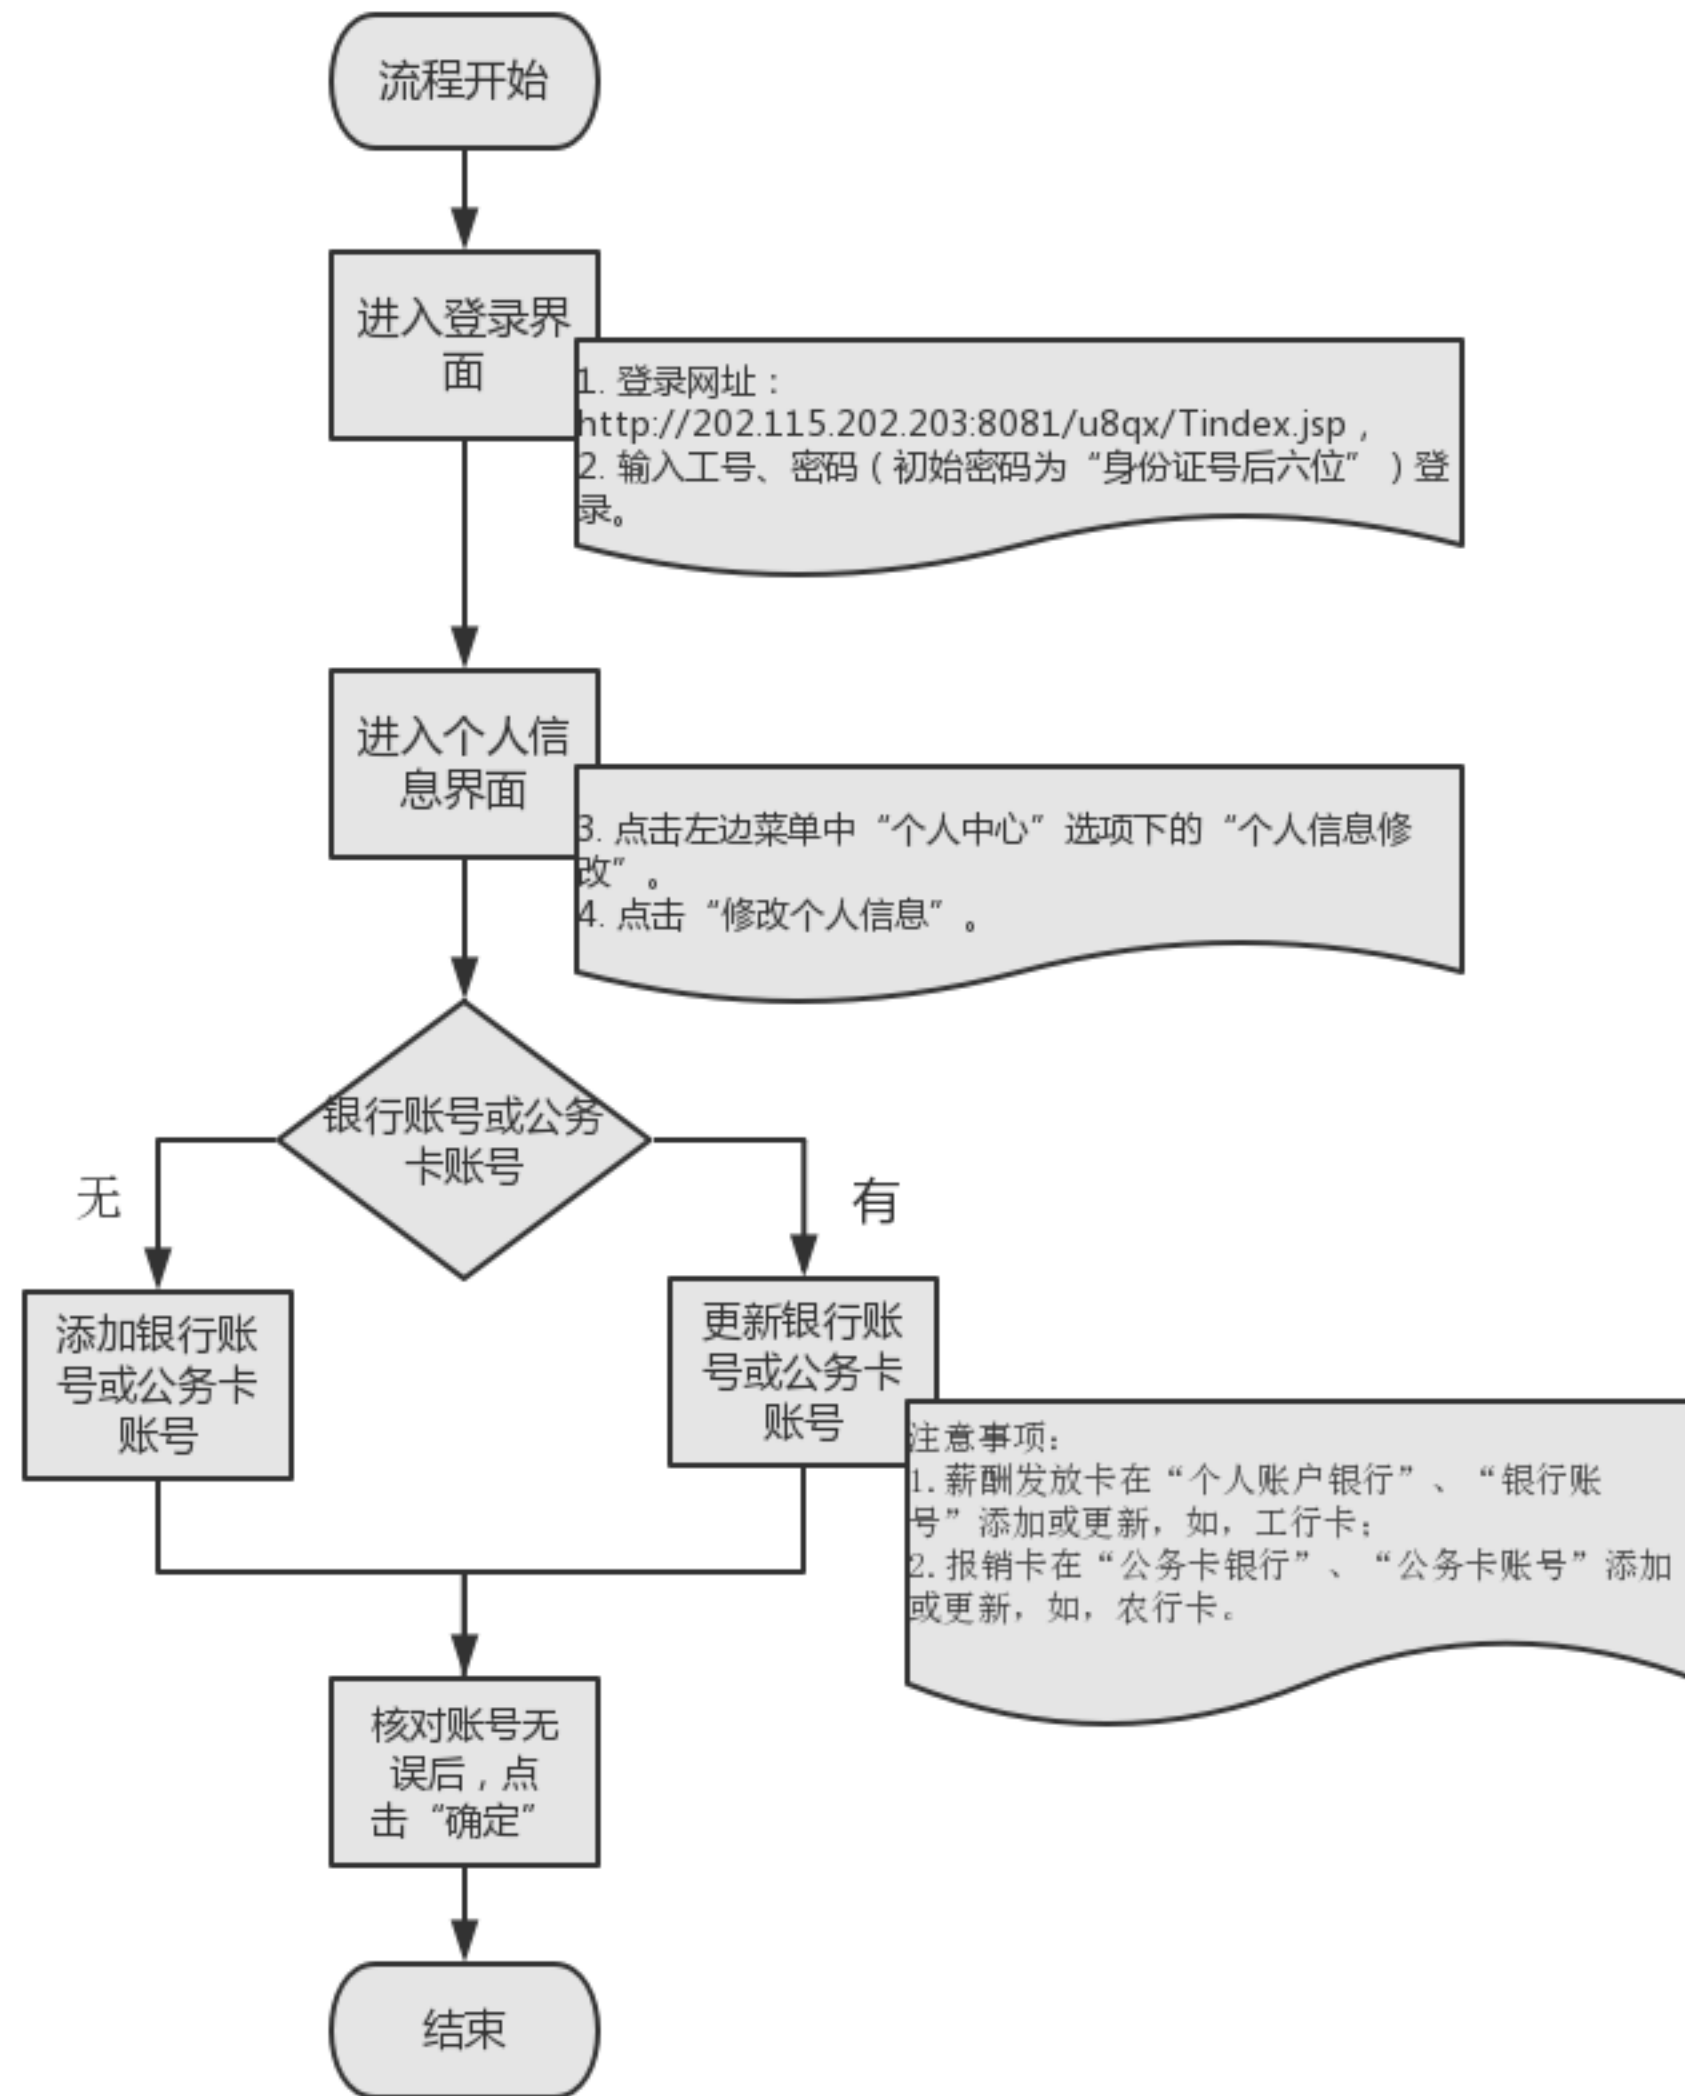 流程开始
进入登录界
面
1. 登录网址：
http://202.115.202.203:8081/u8qx/Tindex.jsp，
2. 输入工号、密码（初始密码为“身份证号后六位”）登
录。
进入个人信
息界面
3. 点击左边菜单中“个人中心”选项下的“个人信息修
改”。
4. 点击“修改个人信息”。
银行账号或公务
卡账号
无
有
添加银行账
号或公务卡
账号
更新银行账
号或公务卡
账号
注意事项：
1.薪酬发放卡在“个人账户银行”、“银行账
号”添加或更新，如，工行卡；
2.报销卡在“公务卡银行”、“公务卡账号”添加
或更新，如，农行卡。
核对账号无
误后，点
击“确定”
结束